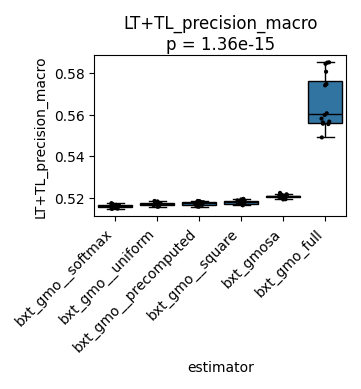 LT+TL_precision_macro
p = 1.36e-15
LT+TL_precision_macro
0.58
0.56
0.54
0.52
bxt_gmo__softmax
bxt_gmo__uniform
bxt_gmo__precomputed
bxt_gmo__square
bxt_gmosa
bxt_gmo_full
estimator